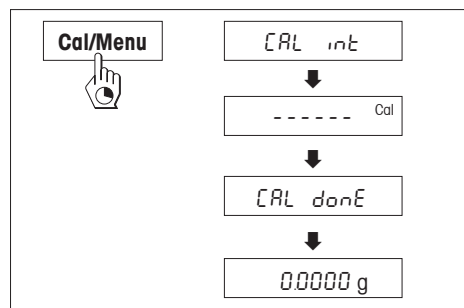 Cal/Menu
CAL int
- - - - - - Cal
CAL donE
0.0000 g